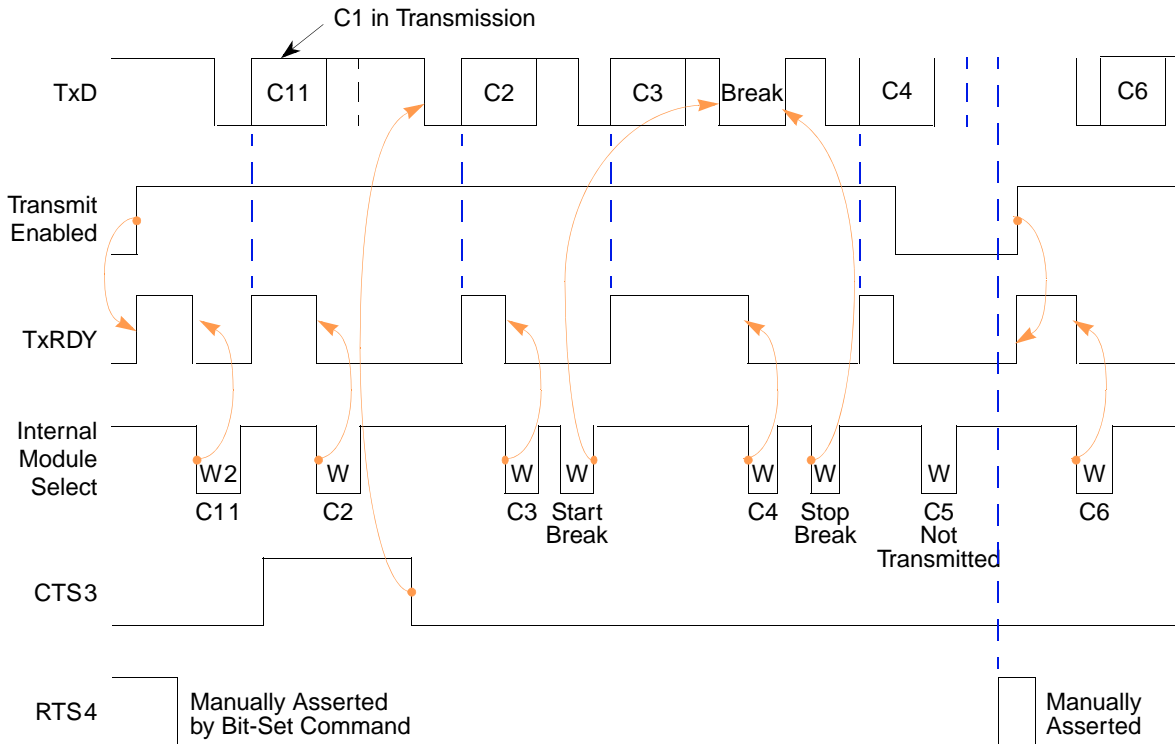 C1 in Transmission
TxD
C11
C2
C3
Break
C4
C6
Transmit
Enabled
TxRDY
Internal
Module
Select
W2
W
W
W
W
W
W
W
C11
C2
C3
Start
Break
C4
Stop
Break
C5
Not
Transmitted
C6
CTS3
RTS4
Manually Asserted
by Bit-Set Command
Manually
Asserted